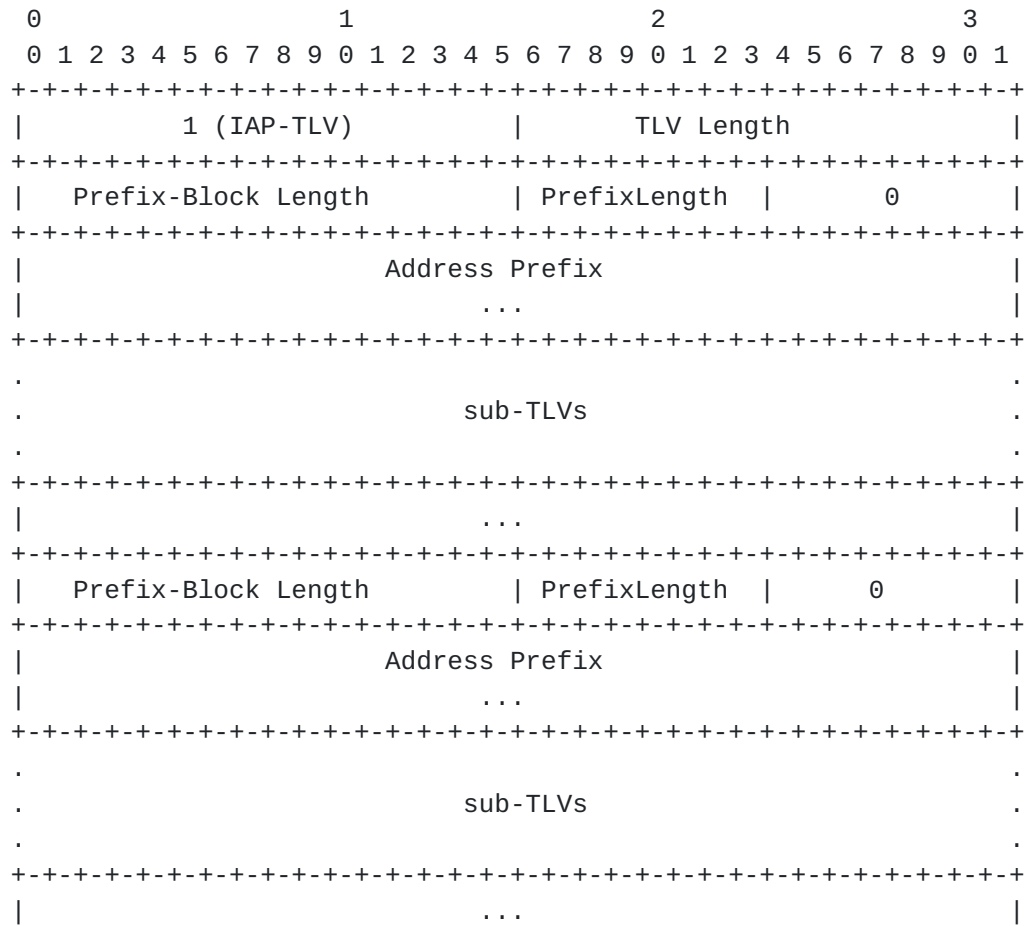 0                   1                   2                   3
 0 1 2 3 4 5 6 7 8 9 0 1 2 3 4 5 6 7 8 9 0 1 2 3 4 5 6 7 8 9 0 1
+-+-+-+-+-+-+-+-+-+-+-+-+-+-+-+-+-+-+-+-+-+-+-+-+-+-+-+-+-+-+-+-+
|          1 (IAP-TLV)          |       TLV Length              |
+-+-+-+-+-+-+-+-+-+-+-+-+-+-+-+-+-+-+-+-+-+-+-+-+-+-+-+-+-+-+-+-+
|   Prefix-Block Length         | PrefixLength  |       0       |
+-+-+-+-+-+-+-+-+-+-+-+-+-+-+-+-+-+-+-+-+-+-+-+-+-+-+-+-+-+-+-+-+
|                       Address Prefix                          |
|                             ...                               |
+-+-+-+-+-+-+-+-+-+-+-+-+-+-+-+-+-+-+-+-+-+-+-+-+-+-+-+-+-+-+-+-+
.                                                               .
.                            sub-TLVs                           .
.                                                               .
+-+-+-+-+-+-+-+-+-+-+-+-+-+-+-+-+-+-+-+-+-+-+-+-+-+-+-+-+-+-+-+-+
|                             ...                               |
+-+-+-+-+-+-+-+-+-+-+-+-+-+-+-+-+-+-+-+-+-+-+-+-+-+-+-+-+-+-+-+-+
|   Prefix-Block Length         | PrefixLength  |      0        |
+-+-+-+-+-+-+-+-+-+-+-+-+-+-+-+-+-+-+-+-+-+-+-+-+-+-+-+-+-+-+-+-+
|                       Address Prefix                          |
|                             ...                               |
+-+-+-+-+-+-+-+-+-+-+-+-+-+-+-+-+-+-+-+-+-+-+-+-+-+-+-+-+-+-+-+-+
.                                                               .
.                            sub-TLVs                           .
.                                                               .
+-+-+-+-+-+-+-+-+-+-+-+-+-+-+-+-+-+-+-+-+-+-+-+-+-+-+-+-+-+-+-+-+
|                             ...                               |